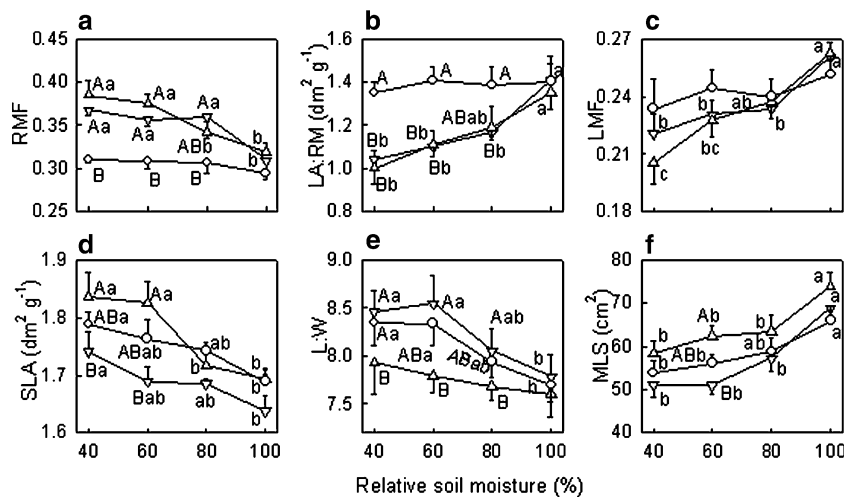 a
b
c
0.45
0.40
0.35
0.30
0.25
RMF
Aa
Aa
Aa
Aa
Aa
ABb
b
b
B
B
B
1.6
1.4
1.2
1.0
0.8
LA:RM (dm² g⁻¹)
A
A
A
a
ABab
a
Bb
Bb
Bb
Bb
0.27
0.24
0.21
0.18
LMF
a
a
b
b
ab
b
bc
c
d
e
f
1.9
1.8
1.7
1.6
SLA (dm² g⁻¹)
Aa
Aa
ABa
ABab
ab
b
b
Ba
Bab
ab
b
9.0
8.5
8.0
7.5
L:W
Aa
Aa
Aab
Aa
ABa
ABab
b
B
B
B
b
80
70
60
50
40
MLS (cm²)
a
Ab
b
b
a
ABb
ab
b
a
b
Bb
b
40 60 80 100
40 60 80 100
40 60 80 100
Relative soil moisture (%)